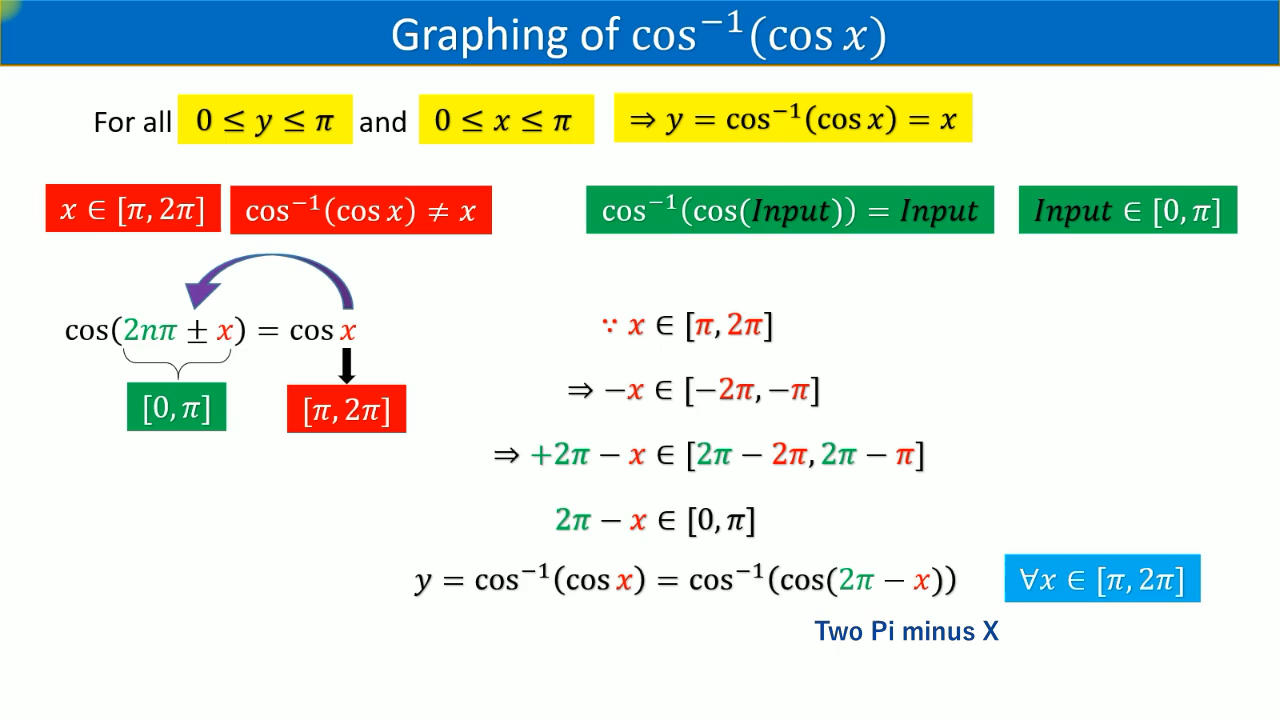 Graphing of cos⁻¹(cos x)
For all 0 ≤ y ≤ π and 0 ≤ x ≤ π ⇒ y = cos⁻¹(cos x) = x
x ∈ [π, 2π] cos⁻¹(cos x) ≠ x cos⁻¹(cos(Input)) = Input Input ∈ [0, π]
cos(2nπ ± x) = cos x
[0, π] [π, 2π]
∵ x ∈ [π, 2π]
⇒ −x ∈ [−2π, −π]
⇒ +2π − x ∈ [2π − 2π, 2π − π]
2π − x ∈ [0, π]
y = cos⁻¹(cos x) = cos⁻¹(cos(2π − x)) ∀x ∈ [π, 2π]
Two Pi minus X